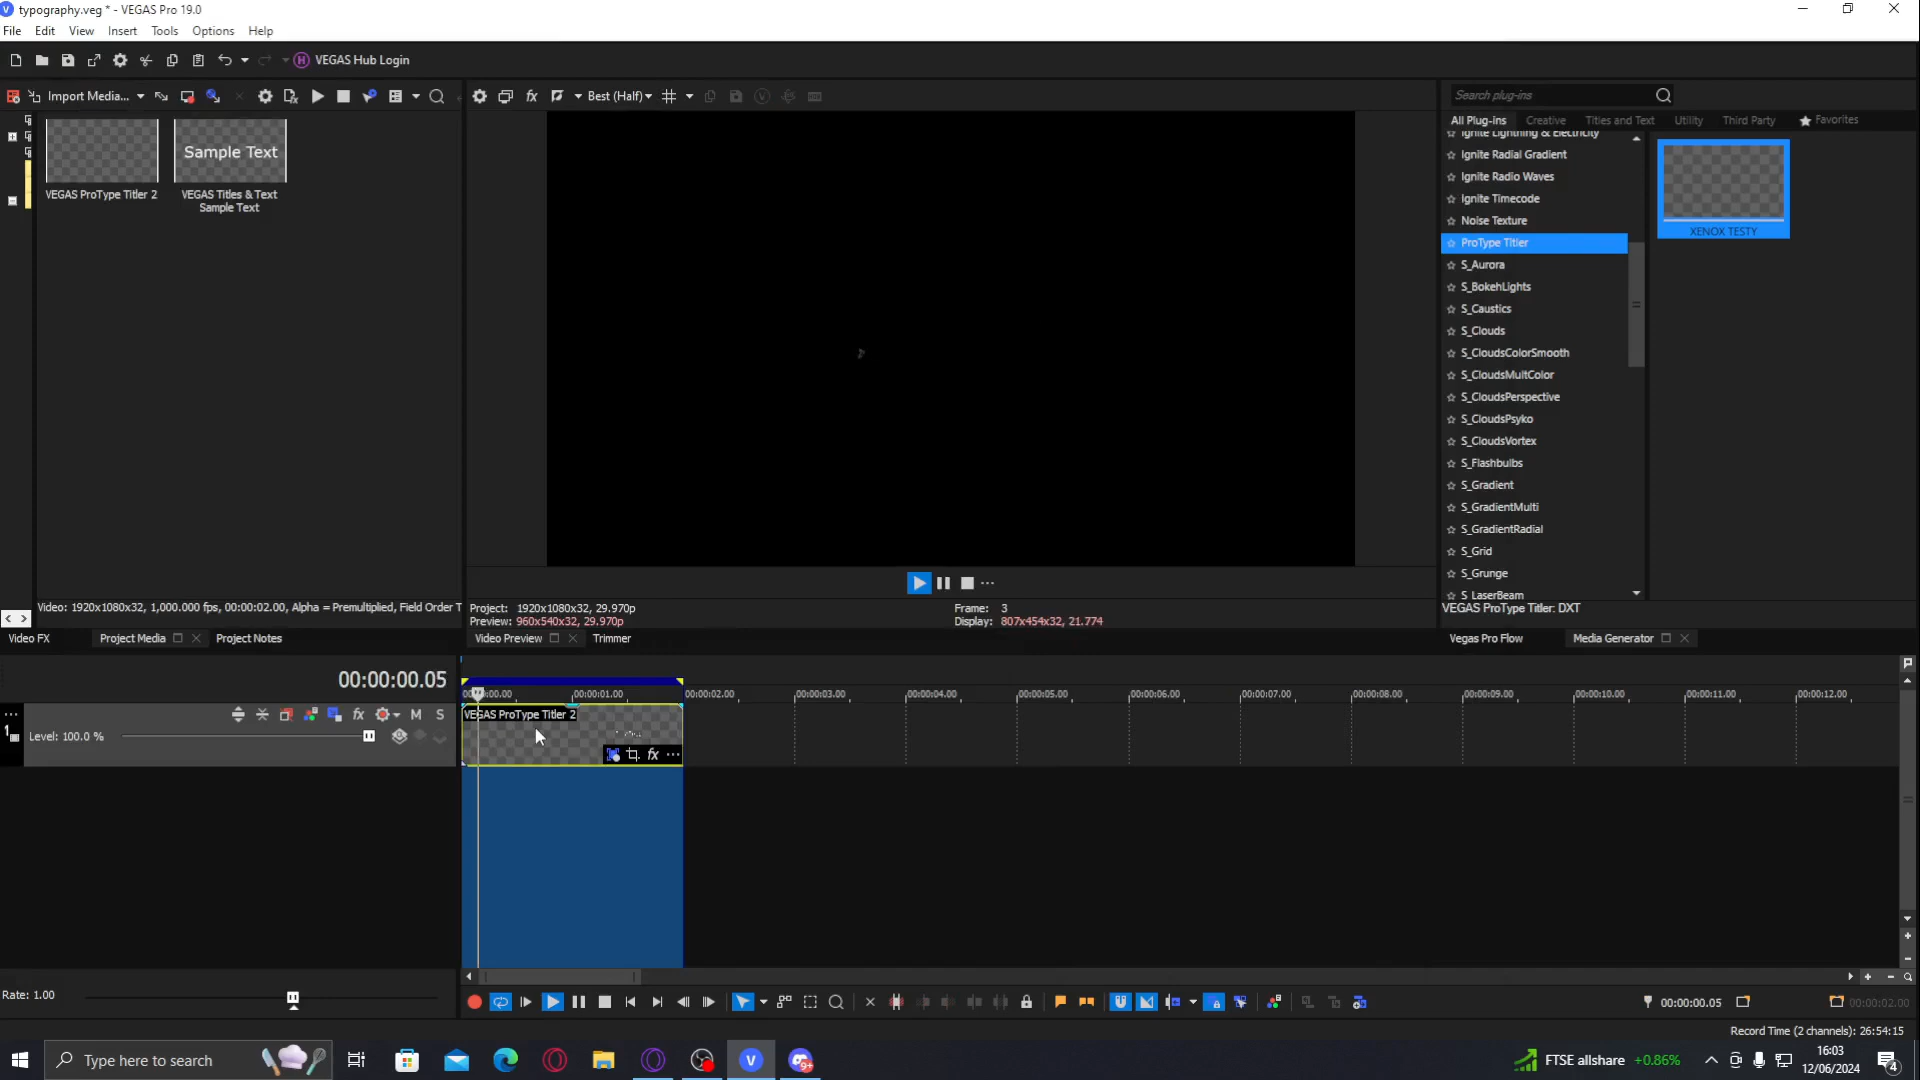 typography.veg * - VEGAS Pro 19.0
File Edit View Insert Tools Options Help
VEGAS Hub Login
Import Media...
Best (Half)
Search plug-ins
All Plug-ins Creative Titles and Text Utility Third Party Favorites
Sample Text
VEGAS ProType Titler 2
VEGAS Titles & Text
Sample Text
Ignite Lightning & Electricity
Ignite Radial Gradient
Ignite Radio Waves
Ignite Timecode
Noise Texture
ProType Titler
S_Aurora
S_BokehLights
S_Caustics
S_Clouds
S_CloudsColorSmooth
S_CloudsMultColor
S_CloudsPerspective
S_CloudsPsyko
S_CloudsVortex
S_Flashbulbs
S_Gradient
S_GradientMulti
S_GradientRadial
S_Grid
S_Grunge
S_LaserBeam
XENOX TESTY
Video: 1920x1080x32, 1,000.000 fps, 00:00:02.00, Alpha = Premultiplied, Field Order T
Project: 1920x1080x32, 29.970p
Preview: 960x540x32, 29.970p
Frame: 3
Display: 807x454x32, 21.774
VEGAS ProType Titler: DXT
Video FX Project Media Project Notes
Video Preview Trimmer
Vegas Pro Flow Media Generator
00:00:00.05
00:00:01.00 00:00:02.00 00:00:03.00 00:00:04.00 00:00:05.00 00:00:06.00 00:00:07.00 00:00:08.00 00:00:09.00 00:00:10.00 00:00:11.00 00:00:12.00
M S
VEGAS ProType Titler 2
1
Level: 100.0 %
fx
Rate: 1.00
00:00:00.05
00:00:02.00
Record Time (2 channels): 26:54:15
Type here to search
9+
FTSE allshare +0.86%
16:03
12/06/2024
4